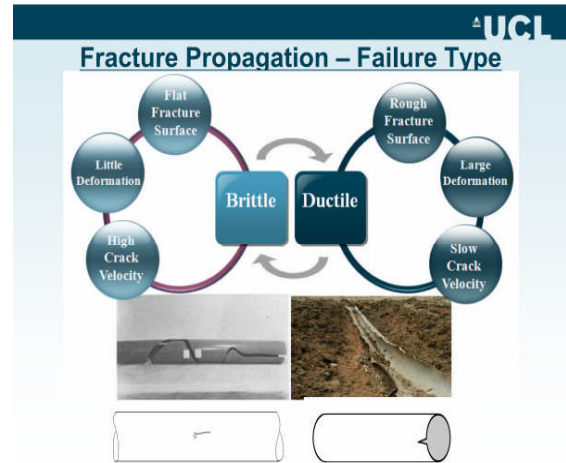 UCL
Fracture Propagation – Failure Type
Flat
Fracture
Surface
Little
Deformation
High
Crack
Velocity
Brittle
Ductile
Rough
Fracture
Surface
Large
Deformation
Slow
Crack
Velocity